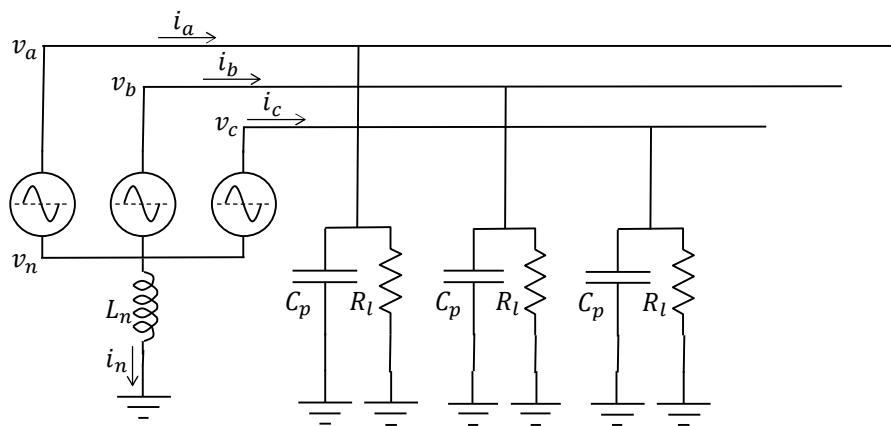 i_a
v_a
i_b
v_b
i_c
v_c
v_n
L_n
i_n
C_p R_l C_p R_l C_p R_l